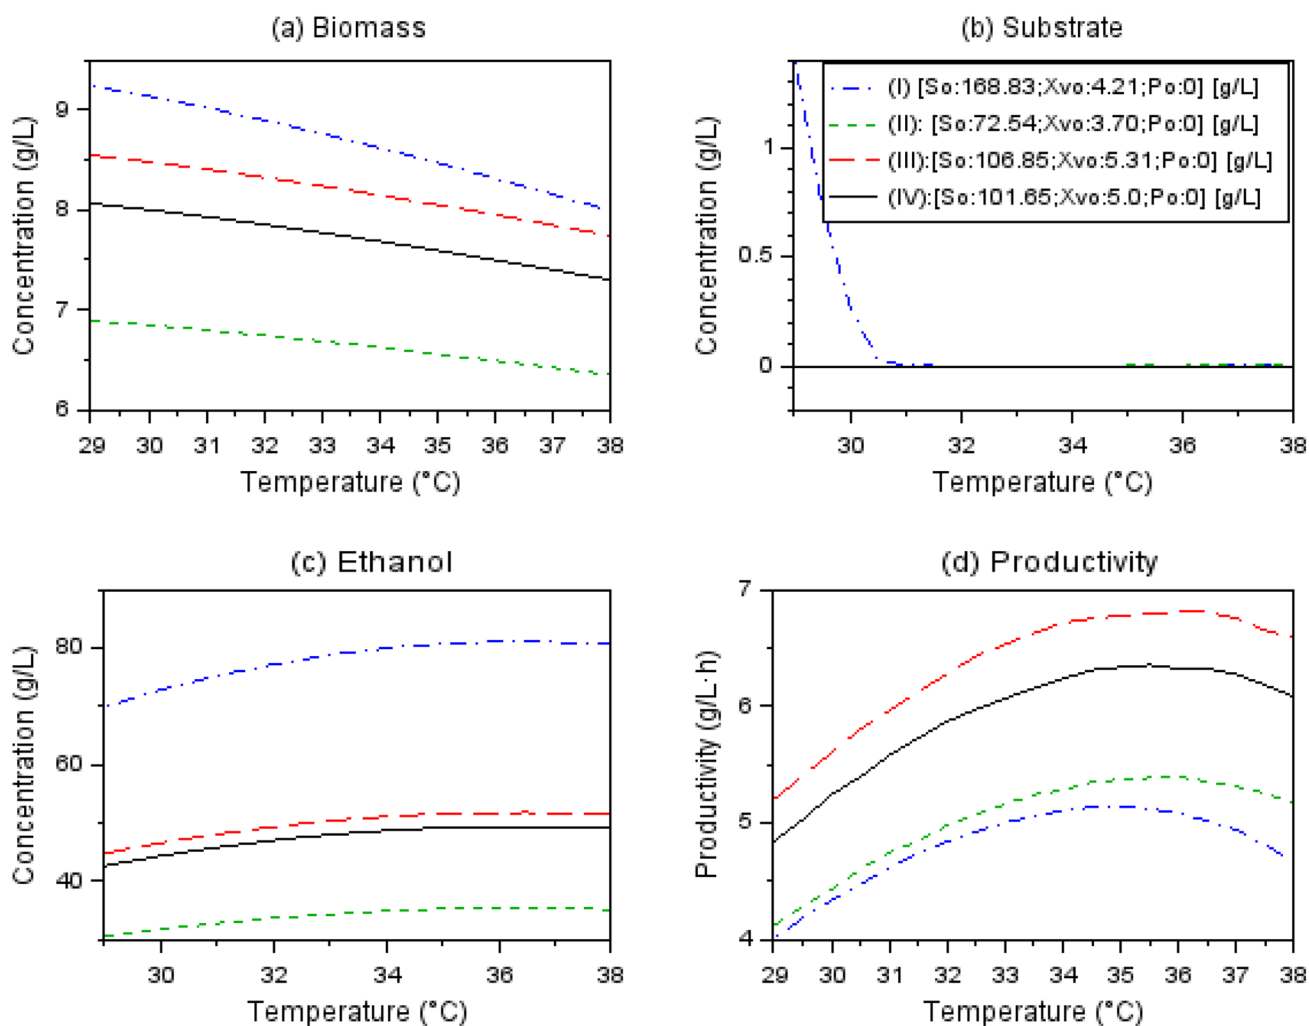 (a) Biomass
Concentration (g/L)
9
8
7
6
29 30 31 32 33 34 35 36 37 38
Temperature (°C)
(b) Substrate
Concentration (g/L)
1
0.5
0
30 32 34 36 38
Temperature (°C)
(I) [So:168.83;Xvo:4.21;Po:0] [g/L]
(II): [So:72.54;Xvo:3.70;Po:0] [g/L]
(III):[So:106.85;Xvo:5.31;Po:0] [g/L]
(IV):[So:101.65;Xvo:5.0;Po:0] [g/L]
(c) Ethanol
Concentration (g/L)
80
60
40
30 32 34 36 38
Temperature (°C)
(d) Productivity
Productivity (g/L·h)
7
6
5
4
29 30 31 32 33 34 35 36 37 38
Temperature (°C)